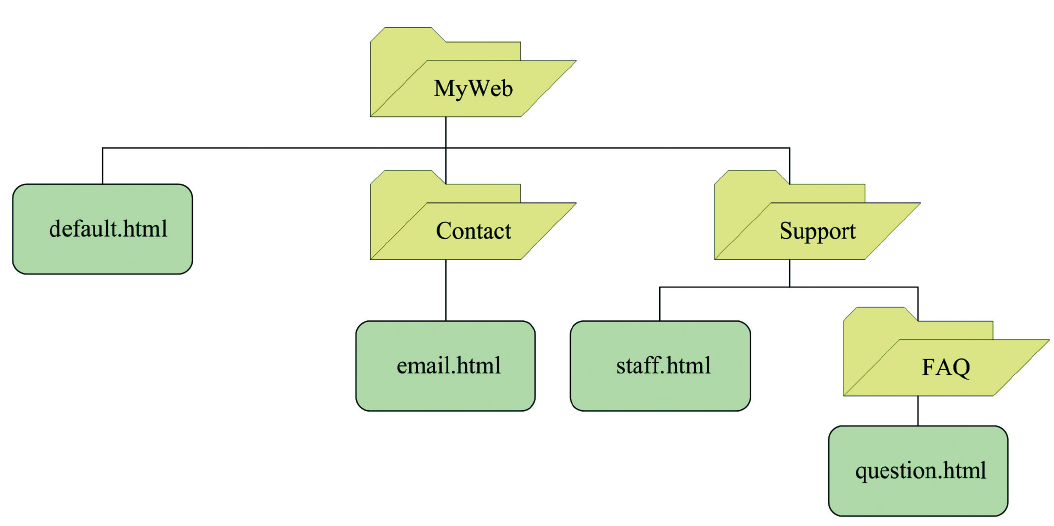 MyWeb
default.html
Contact
Support
email.html
staff.html
FAQ
question.html